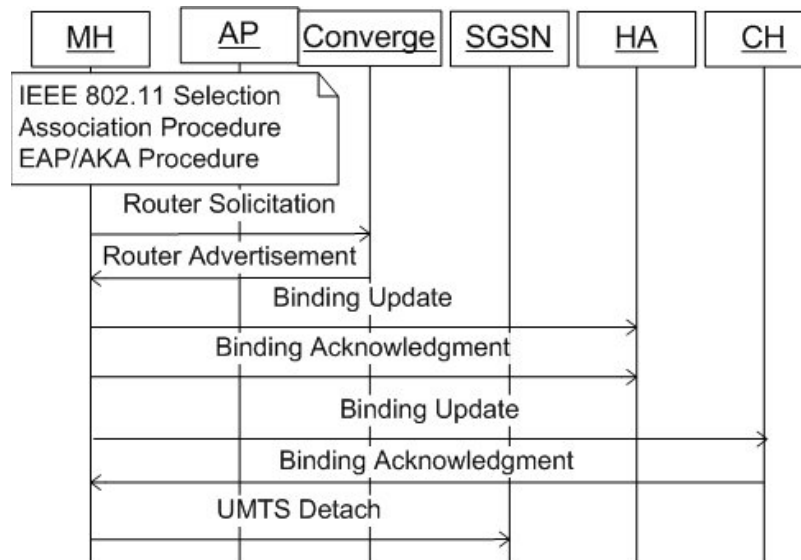 MH AP Converge SGSN HA CH
IEEE 802.11 Selection
Association Procedure
EAP/AKA Procedure
Router Solicitation
Router Advertisement
Binding Update
Binding Acknowledgment
Binding Update
Binding Acknowledgment
UMTS Detach